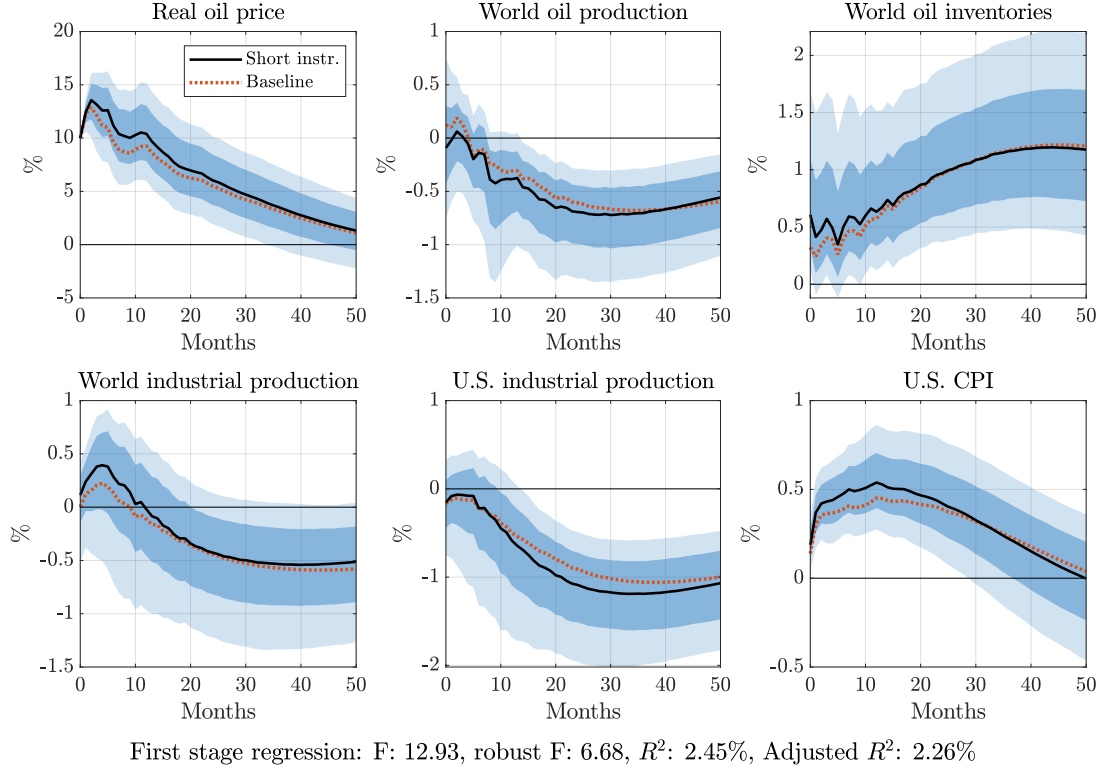 Real oil price
World oil production
World oil inventories
20
15
10
5
0
-5
%
0 10 20 30 40 50
Months
Short instr.
Baseline
1
0.5
0
-0.5
-1
-1.5
%
0 10 20 30 40 50
Months
2
1.5
1
0.5
0
%
0 10 20 30 40 50
Months
World industrial production
U.S. industrial production
U.S. CPI
1
0.5
0
-0.5
-1
-1.5
%
0 10 20 30 40 50
Months
1
0
-1
-2
%
0 10 20 30 40 50
Months
1
0.5
0
-0.5
%
0 10 20 30 40 50
Months
First stage regression: F: 12.93, robust F: 6.68, R²: 2.45%, Adjusted R²: 2.26%